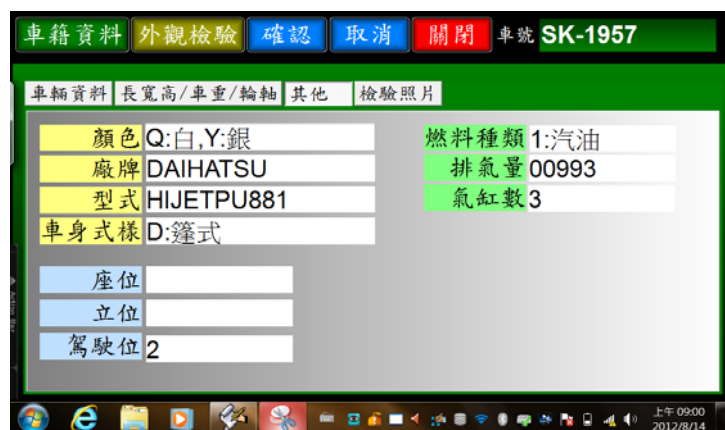 車籍資料 外觀檢驗 確認 取消 關閉 車號 SK-1957
車輛資料 長寬高/車重/輪軸 其他 檢驗照片
顏色 Q:白,Y:銀 燃料種類 1:汽油
廠牌 DAIHATSU 排氣量 00993
型式 HIJETPU881 氣缸數 3
車身式樣 D:篷式
座位
立位
駕駛位 2
上午 09:00
2012/8/14